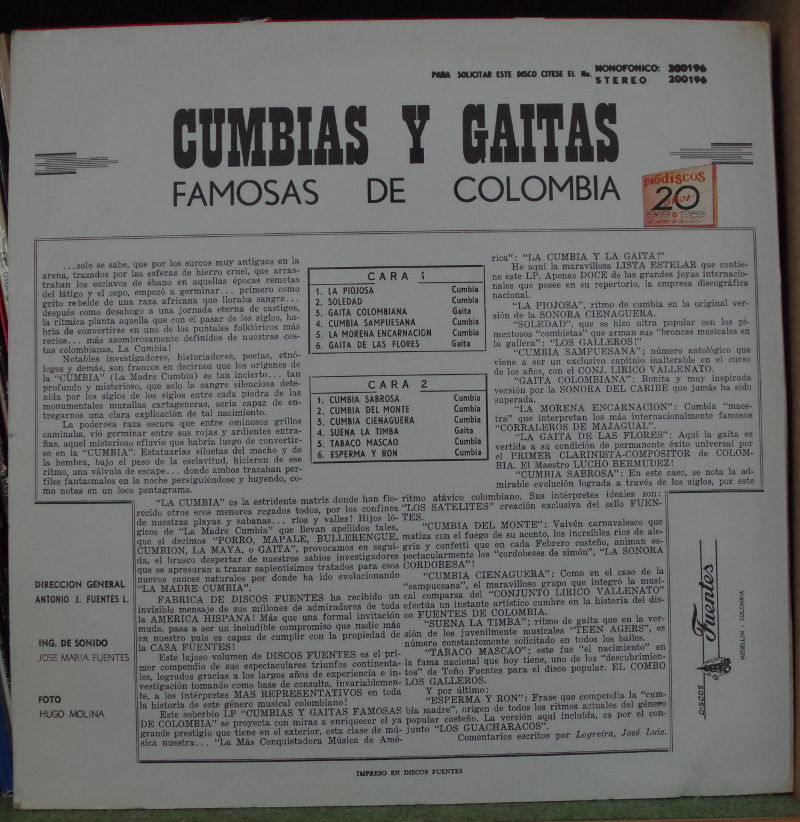 PARA SOLICITAR ESTE DISCO CITESE EL No. MONOFONICO: 200196
STEREO 200196
CUMBIAS Y GAITAS
FAMOSAS DE COLOMBIA
prodiscos
20
años
1969 1989
...solo se sabe, que por los surcos muy antiguos en la
arena, trazados por las esferas de hierro cruel, que arras-
traban los esclavos de ébano en aquellas épocas remotas
del látigo y el cepo, empezó a germinar... primero como
grito rebelde de una raza africana que lloraba sangre...
después como desahogo a una jornada eterna de castigos,
la rítmica planta aquella que con el pasar de los siglos, ha-
bría de convertirse en uno de los puntales folklóricos más
recios... más asombrosamente definidos de nuestras cos-
tas colombianas, La Cumbia!
Notables investigadores, historiadores, poetas, etnó-
logos y demás, son francos en decirnos que los orígenes de
la "CUMBIA" (La Madre Cumbia) es tan incierto... tan
profundo y misterioso, que solo la sangre silenciosa dete-
nida por los siglos de los siglos entre cada piedra de las
monumentales murallas cartageneras, sería capaz de en-
tregarnos una clara explicación de tal nacimiento.
La poderosa raza oscura que entre ominosos grillos
caminaba, vió germinar entre sus rojas y ardientes entra-
ñas, aquel misterioso efluvio que habría luego de convertir-
se en la "CUMBIA". Estatuarias siluetas del macho y de
la hembra, bajo el peso de la esclavitud, hicieron de ese
ritmo, una válvula de escape... donde ambos trazaban per-
files fantasmales en la noche persiguiéndose y huyendo, co-
mo notas en un loco pentagrama.
"LA CUMBIA" es la estridente matriz donde han flo-
recido otros ecos menores regados todos, por los confines
de nuestras playas y sabanas... ríos y valles! Hijos ló-
gicos de "La Madre Cumbia" que llevan apellidos tales,
que si decimos "PORRO, MAPALE, BULLERENGUE,
CUMBION, LA MAYA, o GAITA", provocamos en segui-
da, el brusco despertar de nuestros sabios investigadores
que se apresuran a trazar sapientísimos tratados para esos
nuevos cauces naturales por donde ha ido evolucionando
"LA MADRE CUMBIA".
FABRICA DE DISCOS FUENTES ha recibido un
invisible mensaje de sus millones de admiradores de toda
la AMERICA HISPANA! Más que una formal invitación
muda, pasa a ser un ineludible compromiso que nadie más
en nuestro país es capaz de cumplir con la propiedad de
la CASA FUENTES!
Este lujoso volumen de DISCOS FUENTES es el pri-
mer compendio de sus espectaculares triunfos continenta-
les, logrados gracias a los largos años de experiencia e in-
vestigación tomando como base de consulta, invariablemen-
te, a los intérpretes MAS REPRESENTATIVOS en toda
la historia de este género musical colombiano!
Este soberbio LP "CUMBIAS Y GAITAS FAMOSAS
DE COLOMBIA" se proyecta con miras a enriquecer el ya
grande prestigio que tiene en el exterior, esta clase de mú-
sica nuestra... "La Más Conquistadora Música de Amé-
CARA 1
1. LA PIOJOSA Cumbia
2. SOLEDAD Cumbia
3. GAITA COLOMBIANA Gaita
4. CUMBIA SAMPUESANA Cumbia
5. LA MORENA ENCARNACION Cumbia
6. GAITA DE LAS FLORES Gaita
CARA 2
1. CUMBIA SABROSA Cumbia
2. CUMBIA DEL MONTE Cumbia
3. CUMBIA CIENAGUERA Cumbia
4. SUENA LA TIMBA Gaita
5. TABACO MASCAO Cumbia
6. ESPERMA Y RON Cumbia
rica": "LA CUMBIA Y LA GAITA!"
He aquí la maravillosa LISTA ESTELAR que contie-
ne este LP. Apenas DOCE de las grandes joyas internacio-
nales que posee en su repertorio, la empresa discográfica
nacional.
"LA PIOJOSA", ritmo de cumbia en la original ver-
sión de la SONORA CIENAGUERA.
"SOLEDAD", que se hizo ultra popular con los pi-
mentosos "combistas" que arman sus "broncas musicales en
la gallera": "LOS GALLEROS!"
"CUMBIA SAMPUESANA"; número antológico que
viene a ser un exclusivo capítulo inalterable en el curso
de los años, con el CONJ. LIRICO VALLENATO.
"GAITA COLOMBIANA": Bonita y muy inspirada
versión por la SONORA DEL CARIBE que jamás ha sido
superada.
"LA MORENA ENCARNACION": Cumbia "maes-
tra" que interpretan los más internacionalmente famosos
"CORRALEROS DE MAJAGUAL".
"LA GAITA DE LAS FLORES": Aquí la gaita es
vertida a su condición de permanente éxito universal por
el PRIMER CLARINISTA-COMPOSITOR de COLOM-
BIA. El Maestro LUCHO BERMUDEZ!
"CUMBIA SABROSA": En este caso, se nota la ad-
mirable evolución lograda a través de los siglos, por este
ritmo atávico colombiano. Sus intérpretes ideales son:
"LOS SATELITES" creación exclusiva del sello FUEN-
TES.
"CUMBIA DEL MONTE": Vaivén carnavalesco que
matiza con el fuego de su acento, los increíbles ríos de ale-
gría y confetti que en cada Febrero costeño, animan es-
pectacularmente los "cordobeses de simón", "LA SONORA
CORDOBESA"!
"CUMBIA CIENAGUERA": Como en el caso de la
"sampuesana", el maravilloso grupo que integró la musi-
cal comparsa del "CONJUNTO LIRICO VALLENATO"
efectúa un instante artístico cumbre en la historia del dis-
co FUENTES DE COLOMBIA.
"SUENA LA TIMBA"; ritmo de gaita que en la ver-
sión de los juvenilmente musicales "TEEN AGERS", es
número constantemente solicitado en todos los bailes.
"TABACO MASCAO"; este fue "el nacimiento" en
la fama nacional que hoy tiene, uno de los "descubrimien-
tos" de Toño Fuentes para el disco popular. EL COMBO
LOS GALLEROS.
Y por último:
"ESPERMA Y RON": Frase que compendia la "cum-
bia madre", origen de todos los ritmos actuales del género
popular costeño. La versión aquí incluída, es por el con-
junto "LOS GUACHARACOS".
Comentarios escritos por Logreira, José Luis.
DIRECCION GENERAL
ANTONIO J. FUENTES L.
ING. DE SONIDO
JOSE MARIA FUENTES
FOTO
HUGO MOLINA
DISCOS Fuentes
MEDELLIN - COLOMBIA
IMPRESO EN DISCOS FUENTES